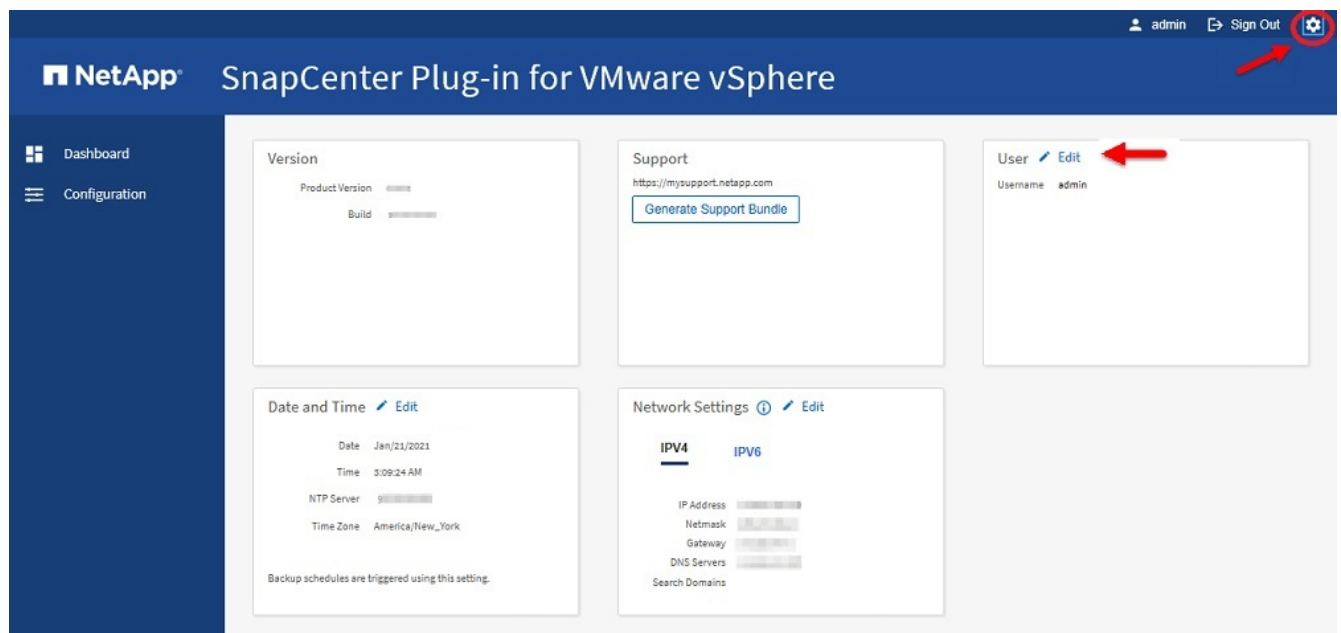 admin Sign Out
NetApp SnapCenter Plug-in for VMware vSphere
Dashboard
Configuration
Version
Product Version
Build
Support
https://mysupport.netapp.com
Generate Support Bundle
User Edit
Username admin
Date and Time Edit
Date Jan/21/2021
Time 3:09:24 AM
NTP Server
Time Zone America/New_York
Backup schedules are triggered using this setting.
Network Settings Edit
IPV4 IPV6
IP Address
Netmask
Gateway
DNS Servers
Search Domains